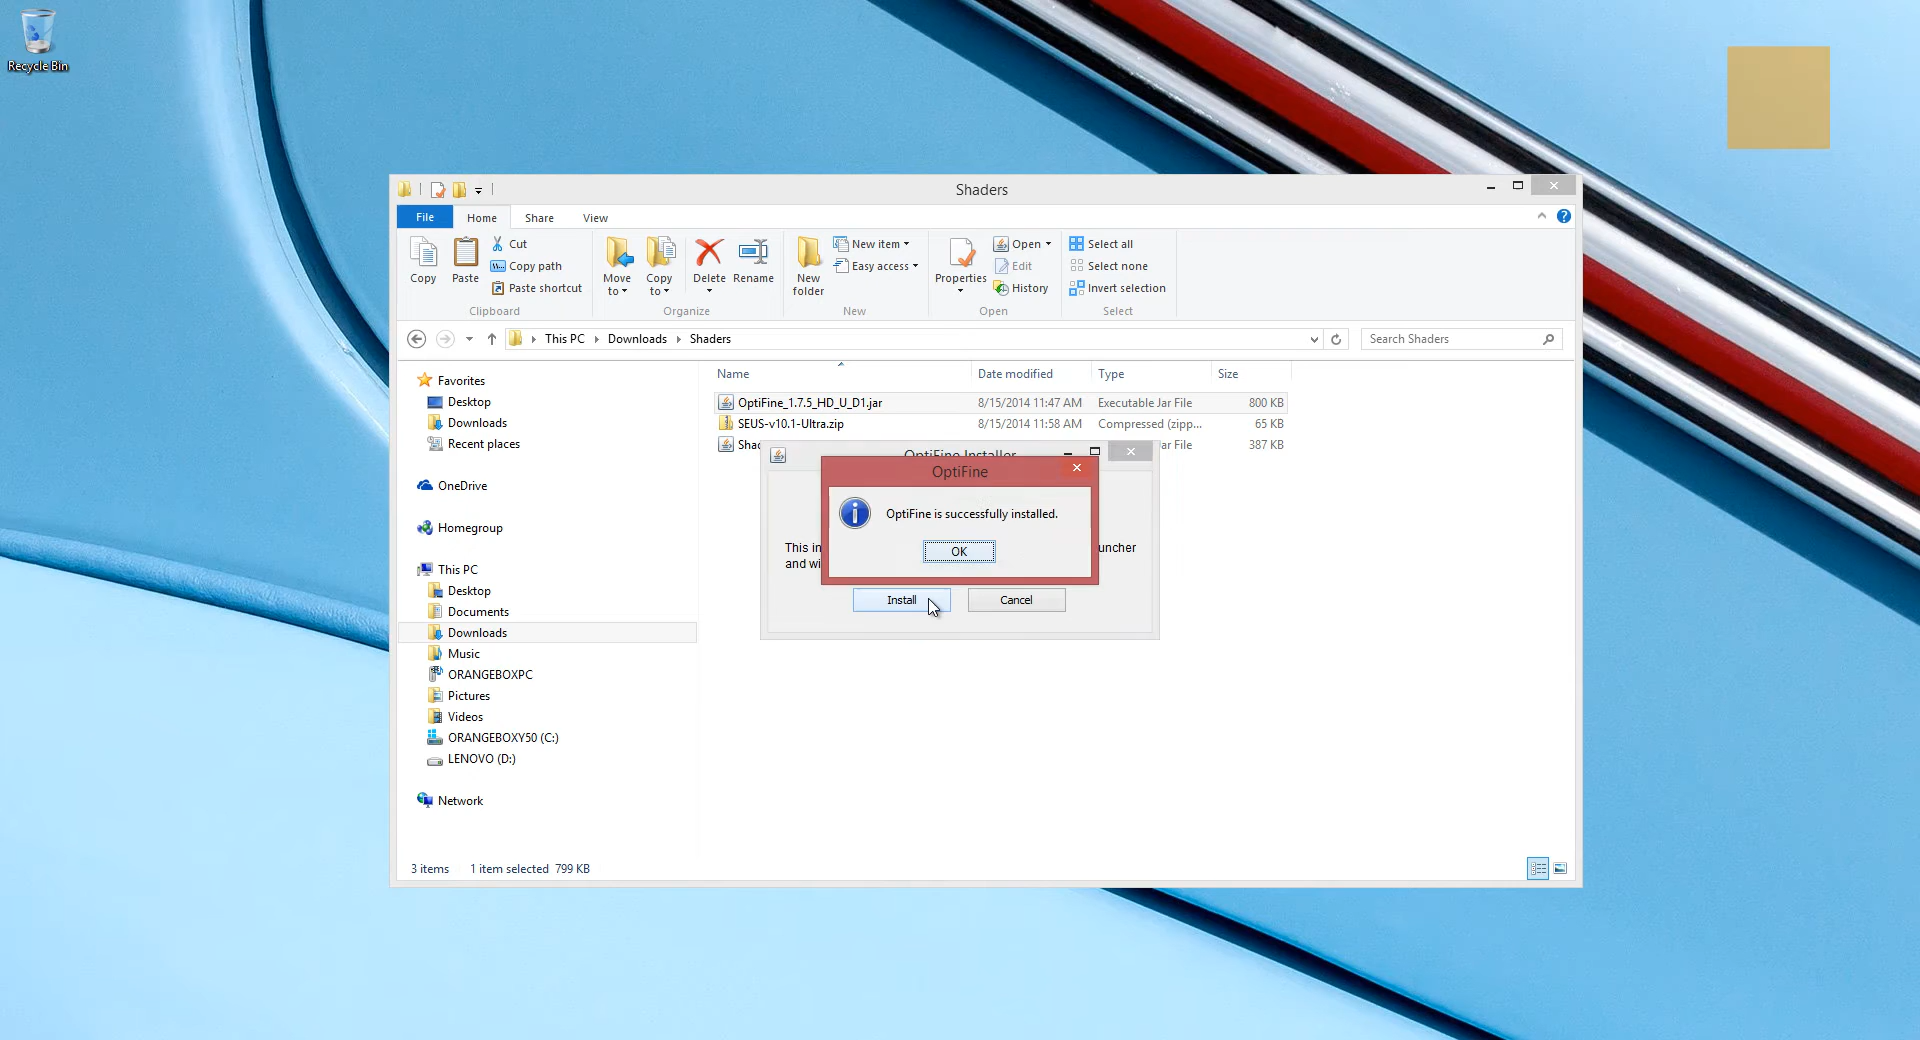 Recycle Bin
Shaders
File Home Share View
Copy
Paste
Cut
Copy path
Paste shortcut
Clipboard
Move to
Copy to
Delete
Rename
Organize
New folder
New item
Easy access
New
Properties
Open
Edit
History
Open
Select all
Select none
Invert selection
Select
This PC Downloads Shaders
Search Shaders
Name Date modified Type Size
OptiFine_1.7.5_HD_U_D1.jar 8/15/2014 11:47 AM Executable Jar File 800 KB
SEUS-v10.1-Ultra.zip 8/15/2014 11:58 AM Compressed (zipp... 65 KB
Shad ar File 387 KB
Favorites
Desktop
Downloads
Recent places
OneDrive
Homegroup
This PC
Desktop
Documents
Downloads
Music
ORANGEBOXPC
Pictures
Videos
ORANGEBOXY50 (C:)
LENOVO (D:)
Network
OptiFine Installer
OptiFine
OptiFine is successfully installed.
OK
This in uncher
and wi
Install Cancel
3 items 1 item selected 799 KB